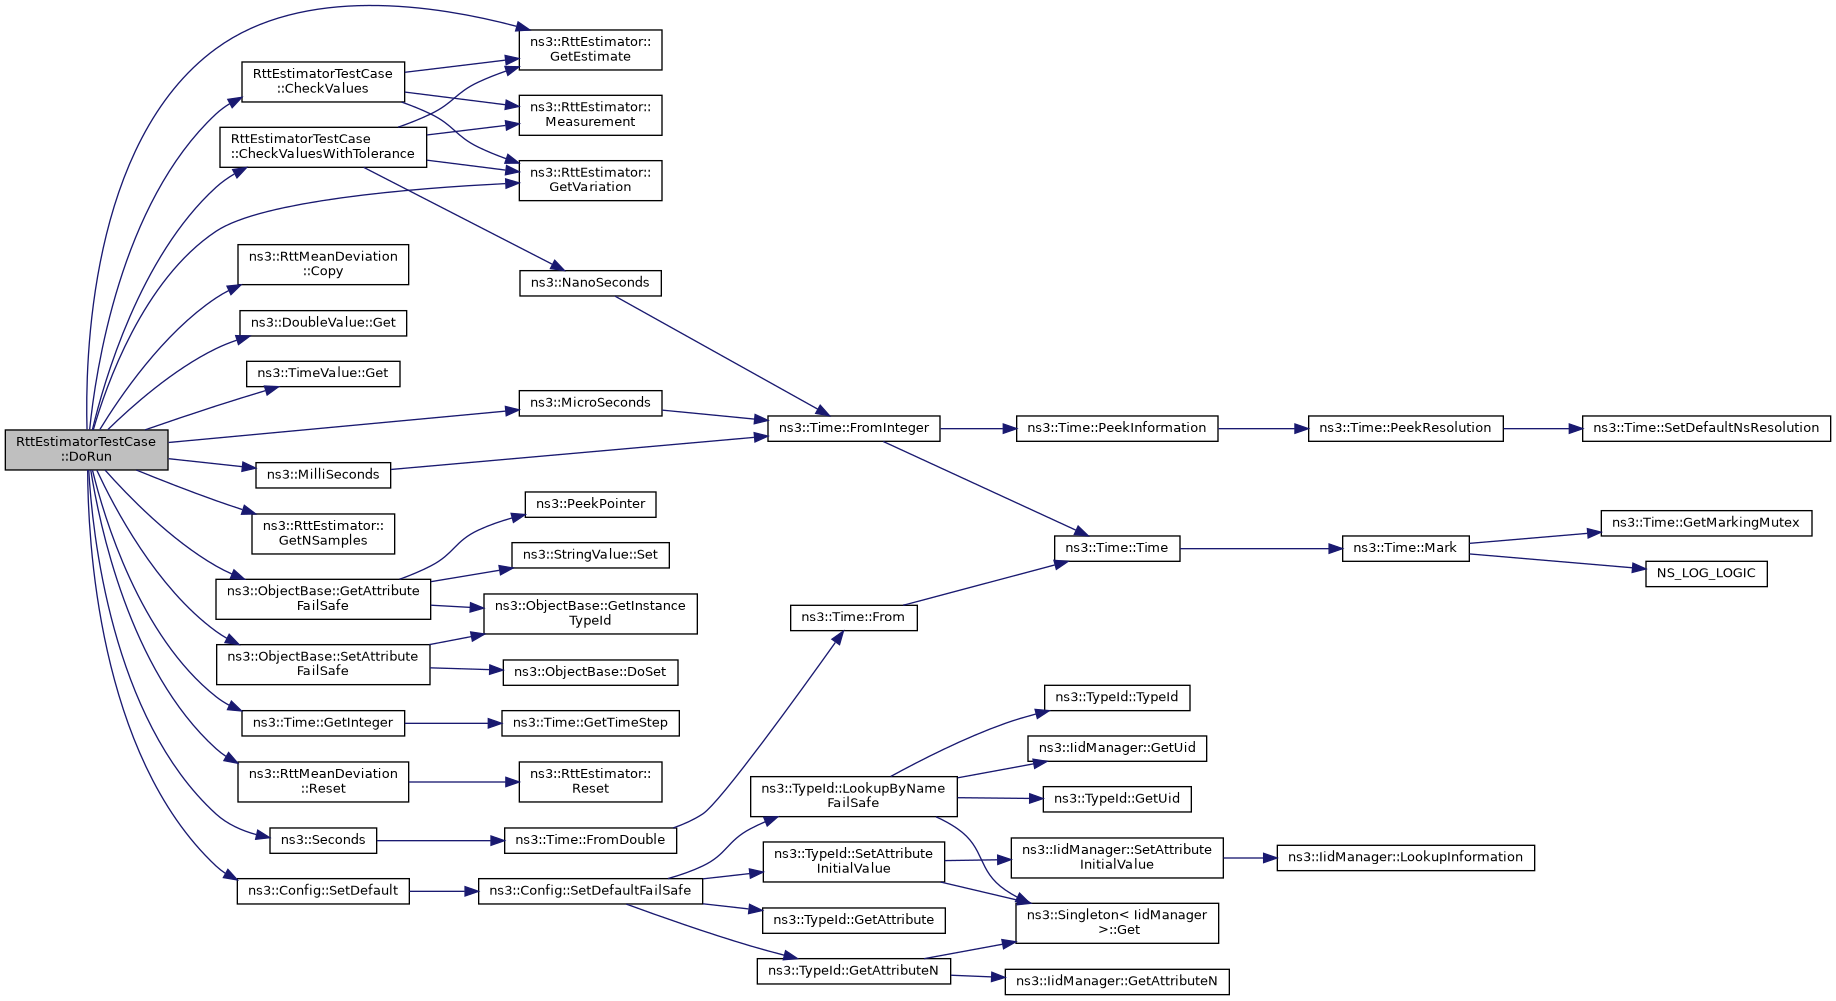 RttEstimatorTestCase
::DoRun
RttEstimatorTestCase
::CheckValues
RttEstimatorTestCase
::CheckValuesWithTolerance
ns3::RttMeanDeviation
::Copy
ns3::DoubleValue::Get
ns3::TimeValue::Get
ns3::MilliSeconds
ns3::RttEstimator::
GetNSamples
ns3::ObjectBase::GetAttribute
FailSafe
ns3::ObjectBase::SetAttribute
FailSafe
ns3::Time::GetInteger
ns3::RttMeanDeviation
::Reset
ns3::Seconds
ns3::Config::SetDefault
ns3::RttEstimator::
GetEstimate
ns3::RttEstimator::
Measurement
ns3::RttEstimator::
GetVariation
ns3::NanoSeconds
ns3::MicroSeconds
ns3::PeekPointer
ns3::StringValue::Set
ns3::ObjectBase::GetInstance
TypeId
ns3::ObjectBase::DoSet
ns3::Time::GetTimeStep
ns3::RttEstimator::
Reset
ns3::Time::FromDouble
ns3::Config::SetDefaultFailSafe
ns3::Time::FromInteger
ns3::Time::From
ns3::TypeId::LookupByName
FailSafe
ns3::TypeId::SetAttribute
InitialValue
ns3::TypeId::GetAttribute
ns3::TypeId::GetAttributeN
ns3::Time::PeekInformation
ns3::Time::Time
ns3::TypeId::TypeId
ns3::IidManager::GetUid
ns3::TypeId::GetUid
ns3::IidManager::SetAttribute
InitialValue
ns3::Singleton< IidManager
>::Get
ns3::IidManager::GetAttributeN
ns3::Time::PeekResolution
ns3::Time::Mark
ns3::IidManager::LookupInformation
ns3::Time::SetDefaultNsResolution
ns3::Time::GetMarkingMutex
NS_LOG_LOGIC